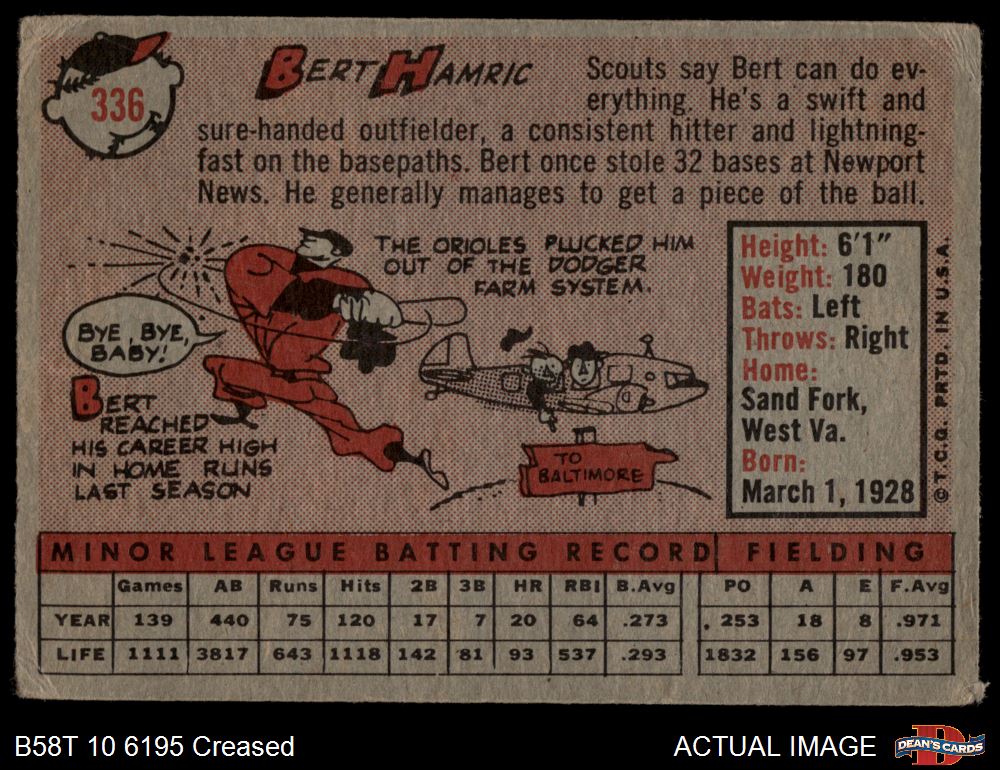 336
BERT HAMRIC
Scouts say Bert can do ev-
erything. He's a swift and
sure-handed outfielder, a consistent hitter and lightning-
fast on the basepaths. Bert once stole 32 bases at Newport
News. He generally manages to get a piece of the ball.
THE ORIOLES PLUCKED HIM
OUT OF THE DODGER
FARM SYSTEM.
BYE, BYE,
BABY!
BERT
REACHED
HIS CAREER HIGH
IN HOME RUNS
LAST SEASON
TO
BALTIMORE
Height: 6'1"
Weight: 180
Bats: Left
Throws: Right
Home:
Sand Fork,
West Va.
Born:
March 1, 1928
© T.C.G. PRTD. IN U.S.A.
MINOR LEAGUE BATTING RECORD FIELDING
Games AB Runs Hits 2B 3B HR RBI B.Avg PO A E F.Avg
YEAR 139 440 75 120 17 7 20 64 .273 253 18 8 .971
LIFE 1111 3817 643 1118 142 81 93 537 .293 1832 156 97 .953
B58T 10 6195 Creased
ACTUAL IMAGE
DEAN'S CARDS